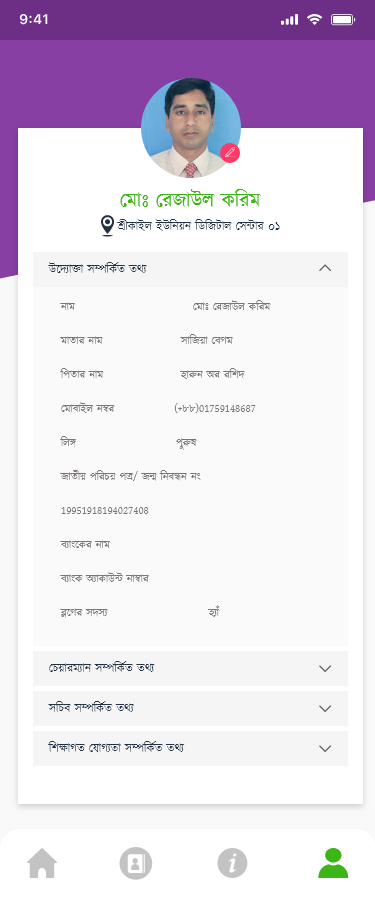 9:41
মোঃ রেজাউল করিম
শ্রীকাইল ইউনিয়ন ডিজিটাল সেন্টার ০১
উদ্যোক্তা সম্পর্কিত তথ্য
নাম মোঃ রেজাউল করিম
মাতার নাম সাজিয়া বেগম
পিতার নাম হারুন অর রশিদ
মোবাইল নম্বর (+৮৮)01759148687
লিঙ্গ পুরুষ
জাতীয় পরিচয় পত্র/ জন্ম নিবন্ধন নং
19951918194027408
ব্যাংকের নাম
ব্যাংক অ্যাকাউন্ট নাম্বার
ব্লগের সদস্য হ্যাঁ
চেয়ারম্যান সম্পর্কিত তথ্য
সচিব সম্পর্কিত তথ্য
শিক্ষাগত যোগ্যতা সম্পর্কিত তথ্য